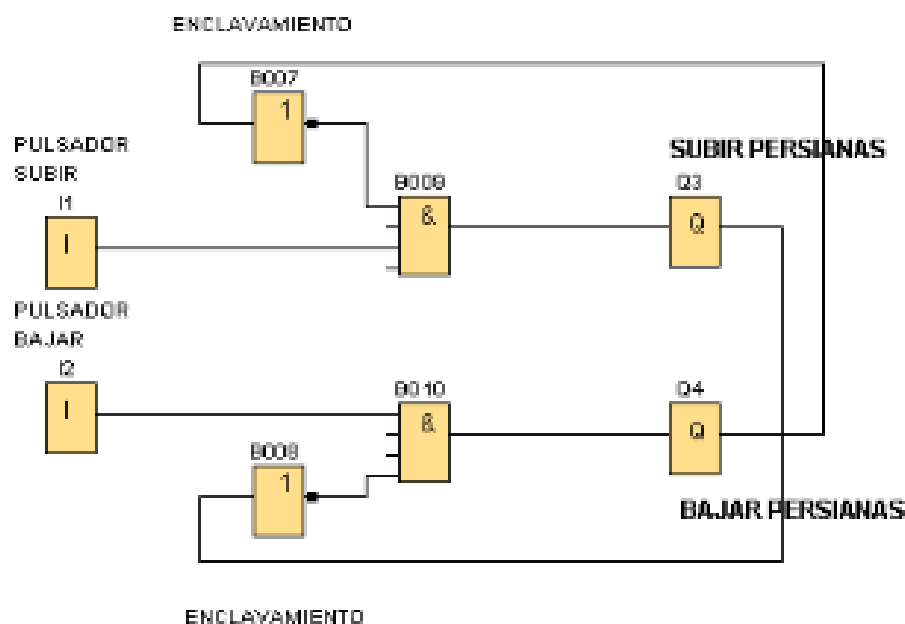 ENCLAVAMIENTO
B007
1
PULSADOR
SUBIR
I1
I
B009
&
SUBIR PERSIANAS
Q3
Q
PULSADOR
BAJAR
I2
I
B010
&
Q4
Q
B008
1
BAJAR PERSIANAS
ENCLAVAMIENTO